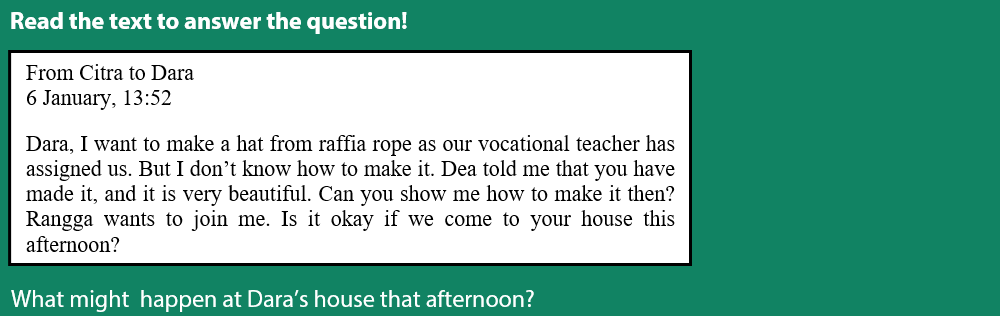 Read the text to answer the question!
From Citra to Dara
6 January, 13:52
Dara, I want to make a hat from raffia rope as our vocational teacher has
assigned us. But I don’t know how to make it. Dea told me that you have
made it, and it is very beautiful. Can you show me how to make it then?
Rangga wants to join me. Is it okay if we come to your house this
afternoon?
What might  happen at Dara’s house that afternoon?